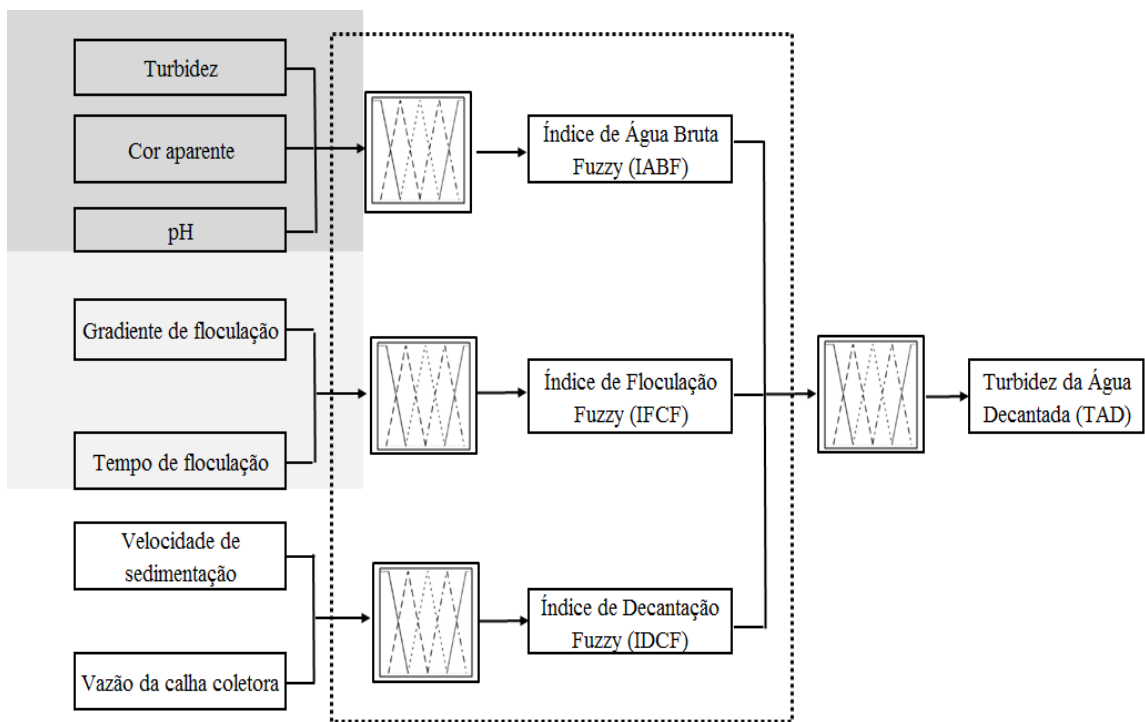 Turbidez
Cor aparente
pH
Índice de Água Bruta
Fuzzy (IABF)
Gradiente de floculação
Tempo de floculação
Índice de Floculação
Fuzzy (IFCF)
Turbidez da Água
Decantada (TAD)
Velocidade de
sedimentação
Vazão da calha coletora
Índice de Decantação
Fuzzy (IDCF)